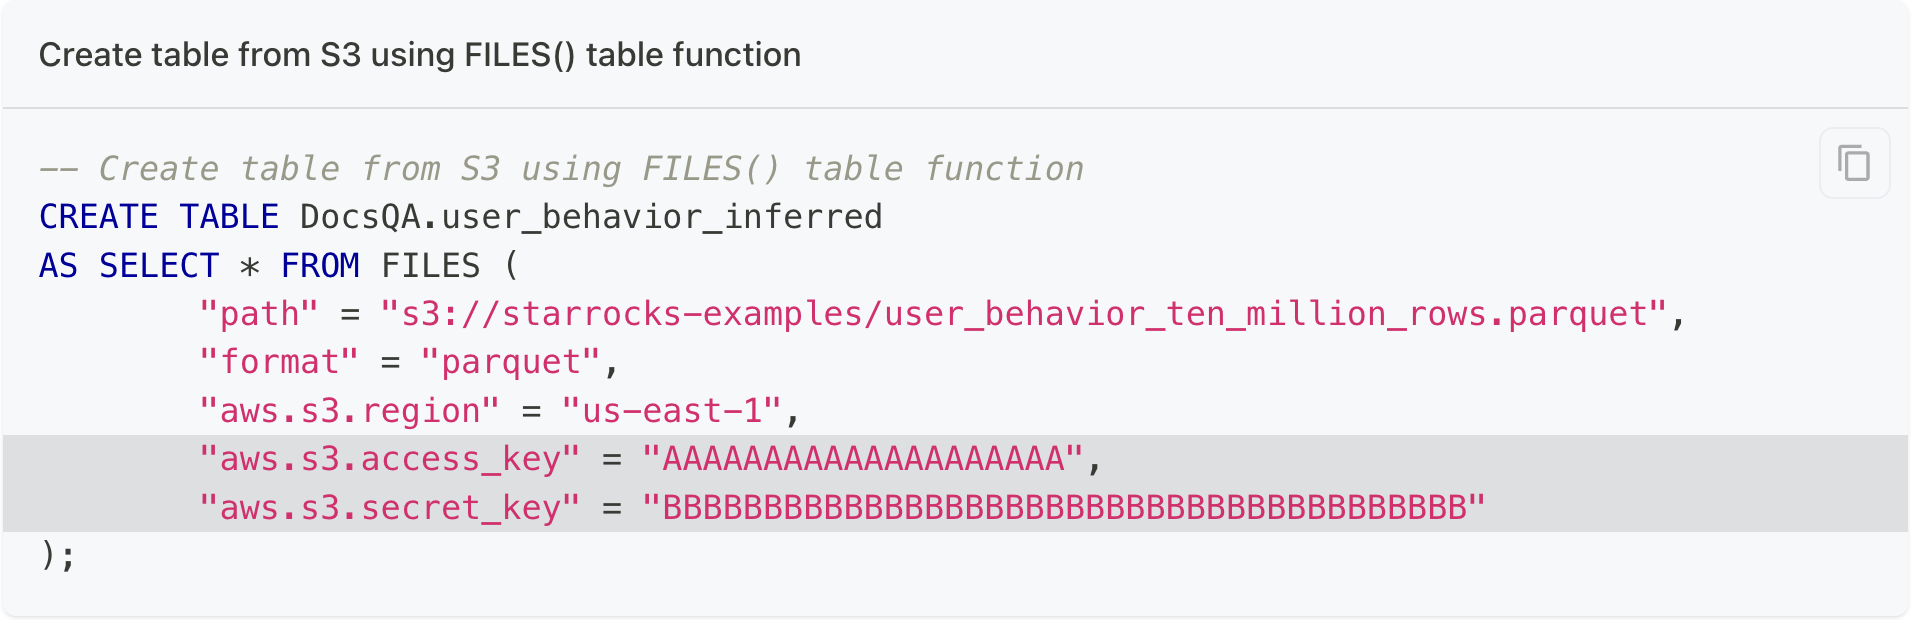 Create table from S3 using FILES() table function
-- Create table from S3 using FILES() table function
CREATE TABLE DocsQA.user_behavior_inferred
AS SELECT * FROM FILES (
        "path" = "s3://starrocks-examples/user_behavior_ten_million_rows.parquet",
        "format" = "parquet",
        "aws.s3.region" = "us-east-1",
        "aws.s3.access_key" = "AAAAAAAAAAAAAAAAAAAA",
        "aws.s3.secret_key" = "BBBBBBBBBBBBBBBBBBBBBBBBBBBBBBBBBBBBBBBB"
);